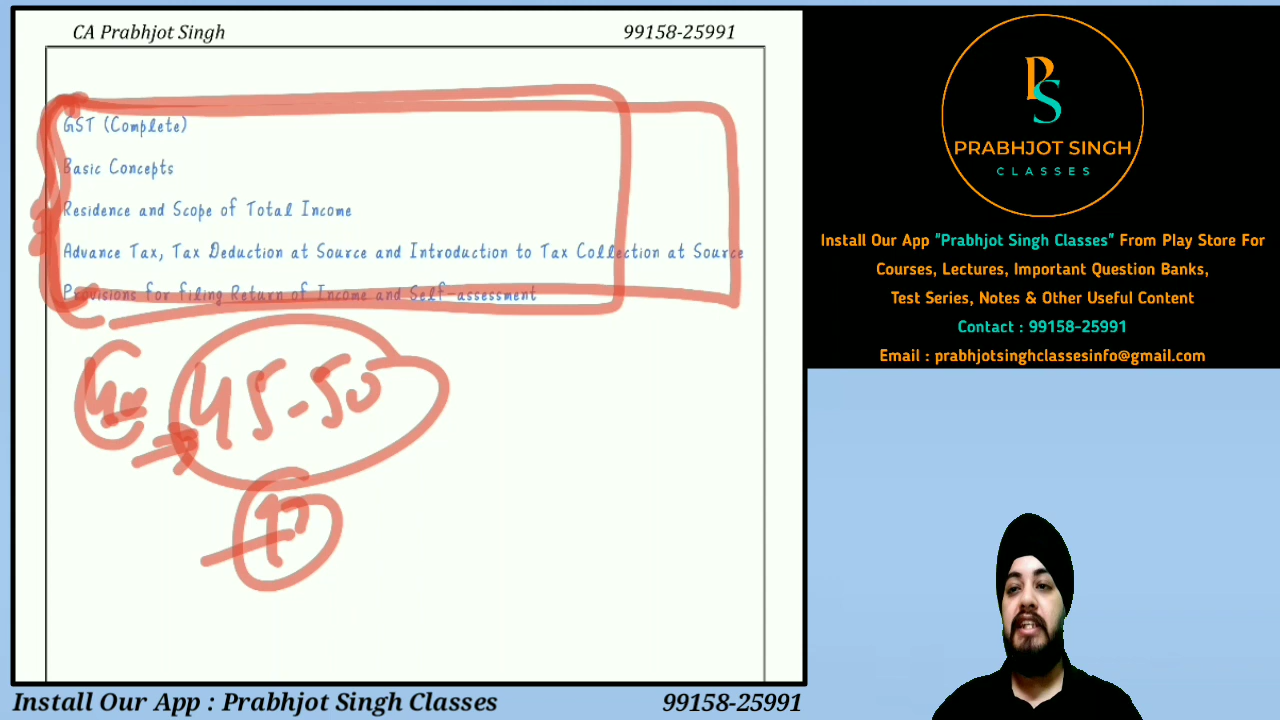 CA Prabhjot Singh 99158-25991
GST (Complete)
Basic Concepts
Residence and Scope of Total Income
Advance Tax, Tax Deduction at Source and Introduction to Tax Collection at Source
Provisions for filing Return of Income and Self-assessment
45-50
PS
PRABHJOT SINGH
CLASSES
Install Our App "Prabhjot Singh Classes" From Play Store For
Courses, Lectures, Important Question Banks,
Test Series, Notes & Other Useful Content
Contact : 99158-25991
Email : prabhjotsinghclassesinfo@gmail.com
Install Our App : Prabhjot Singh Classes 99158-25991